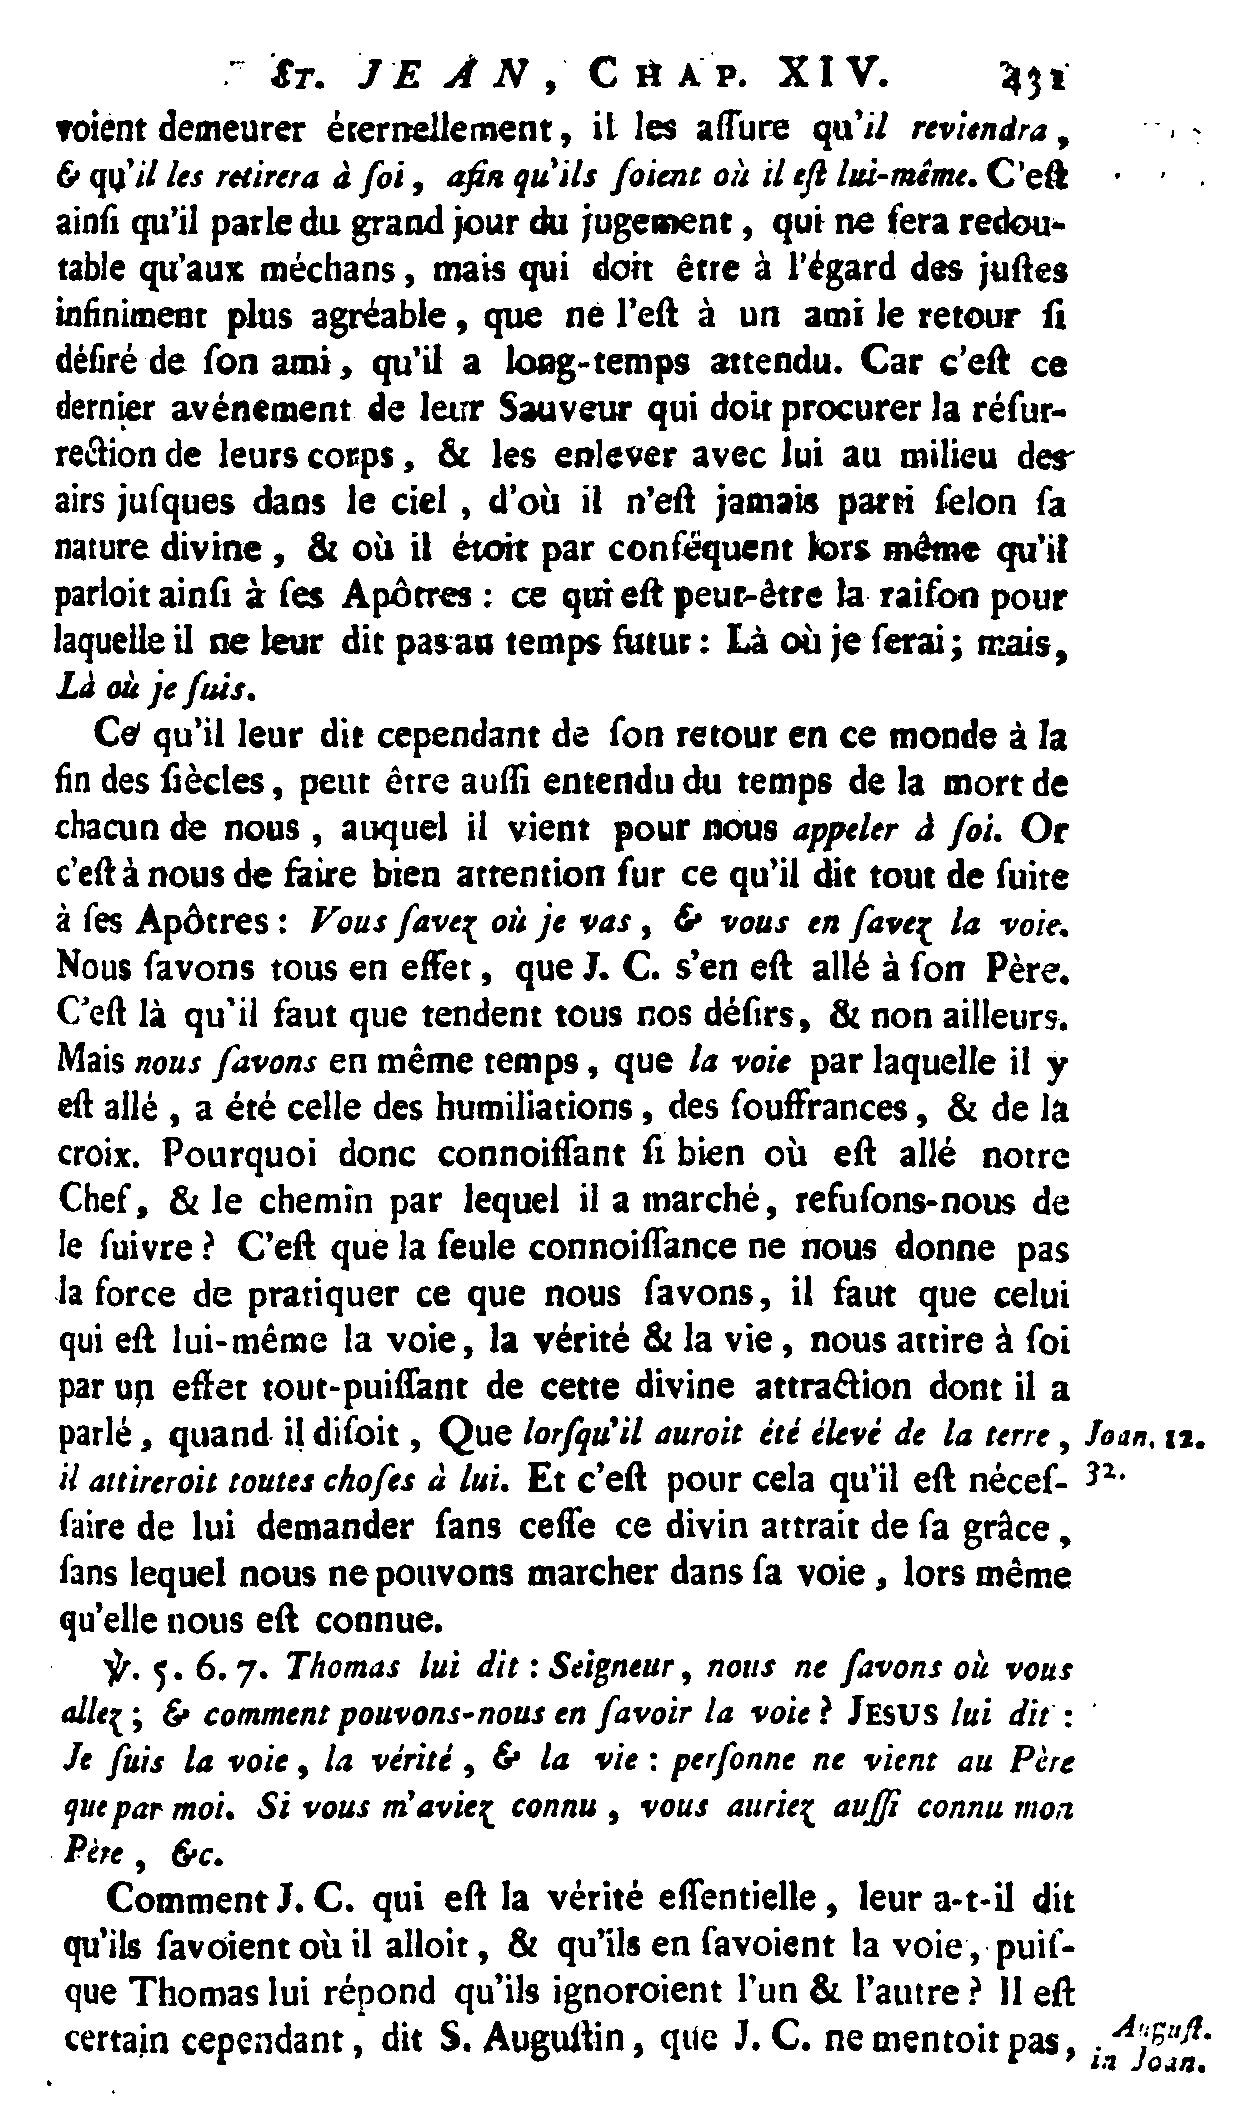 ST. JEAN, CHAP. XIV. 431
roient demeurer éternellement, il les aſſure qu'il reviendra,
& qu'il les retirera à ſoi, afin qu'ils ſoient où il eſt lui-même. C'eſt
ainſi qu'il parle du grand jour du jugement, qui ne ſera redou-
table qu'aux méchans, mais qui doit être à l'égard des juſtes
infiniment plus agréable, que ne l'eſt à un ami le retour ſi
déſiré de ſon ami, qu'il a long-temps attendu. Car c'eſt ce
dernier avénement de leur Sauveur qui doit procurer la réſur-
rection de leurs corps, & les enlever avec lui au milieu des
airs juſques dans le ciel, d'où il n'eſt jamais parti ſelon ſa
nature divine, & où il étoit par conſéquent lors même qu'il
parloit ainſi à ſes Apôtres : ce qui eſt peut-être la raiſon pour
laquelle il ne leur dit pas au temps futur : Là où je ſerai; mais,
Là où je ſuis.
Ce qu'il leur dit cependant de ſon retour en ce monde à la
fin des ſiècles, peut être auſſi entendu du temps de la mort de
chacun de nous, auquel il vient pour nous appeler à ſoi. Or
c'eſt à nous de faire bien attention ſur ce qu'il dit tout de ſuite
à ſes Apôtres : Vous ſavez où je vas, & vous en ſavez la voie.
Nous ſavons tous en effet, que J. C. s'en eſt allé à ſon Père.
C'eſt là qu'il faut que tendent tous nos déſirs, & non ailleurs.
Mais nous ſavons en même temps, que la voie par laquelle il y
eſt allé, a été celle des humiliations, des ſouffrances, & de la
croix. Pourquoi donc connoiſſant ſi bien où eſt allé notre
Chef, & le chemin par lequel il a marché, refuſons-nous de
le ſuivre ? C'eſt que la ſeule connoiſſance ne nous donne pas
la force de pratiquer ce que nous ſavons, il faut que celui
qui eſt lui-même la voie, la vérité & la vie, nous attire à ſoi
par un effet tout-puiſſant de cette divine attraction dont il a
parlé, quand il diſoit, Que lorſqu'il auroit été élevé de la terre, Joan. 12.
il attireroit toutes choſes à lui. Et c'eſt pour cela qu'il eſt néceſ- 32.
ſaire de lui demander ſans ceſſe ce divin attrait de ſa grâce,
ſans lequel nous ne pouvons marcher dans ſa voie, lors même
qu'elle nous eſt connue.
℣. 5. 6. 7. Thomas lui dit : Seigneur, nous ne ſavons où vous
allez; & comment pouvons-nous en ſavoir la voie ? JESUS lui dit :
Je ſuis la voie, la vérité, & la vie : perſonne ne vient au Père
que par moi. Si vous m'aviez connu, vous auriez auſſi connu mon
Père, &c.
Comment J. C. qui eſt la vérité eſſentielle, leur a-t-il dit
qu'ils ſavoient où il alloit, & qu'ils en ſavoient la voie, puiſ-
que Thomas lui répond qu'ils ignoroient l'un & l'autre ? Il eſt
certain cependant, dit S. Auguſtin, que J. C. ne mentoit pas, Auguſt.
in Joan.